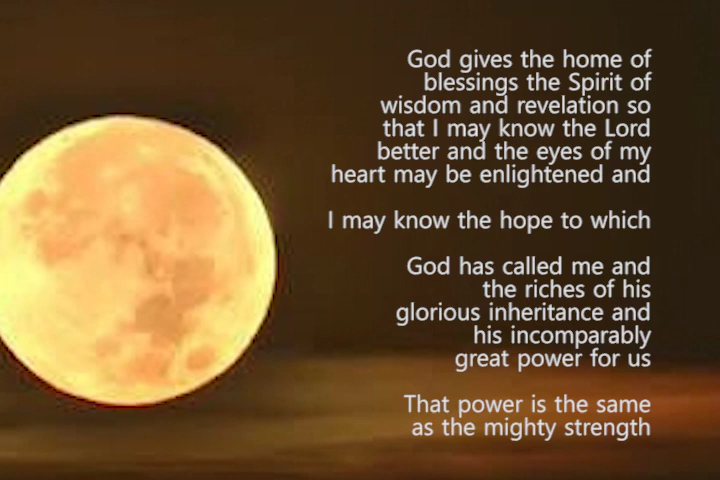 God gives the home of
blessings the Spirit of
wisdom and revelation so
that I may know the Lord
better and the eyes of my
heart may be enlightened and
I may know the hope to which
God has called me and
the riches of his
glorious inheritance and
his incomparably
great power for us
That power is the same
as the mighty strength